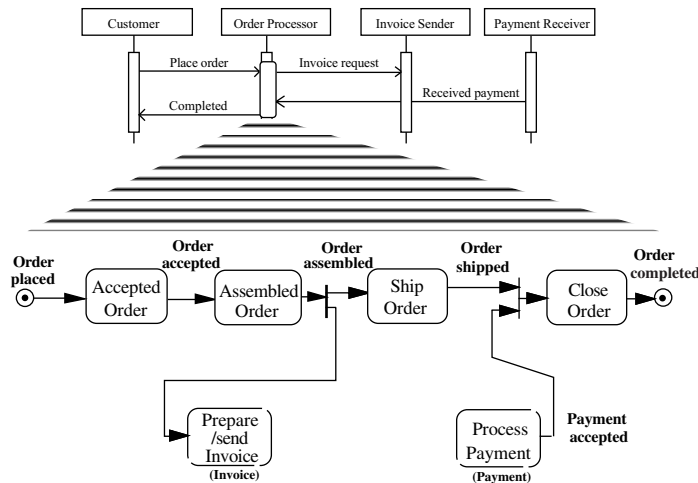 Customer
Order Processor
Invoice Sender
Payment Receiver
Place order
Invoice request
Received payment
Completed
Order
placed
Order
accepted
Order
assembled
Order
shipped
Order
completed
Accepted
Order
Assembled
Order
Ship
Order
Close
Order
Prepare
/send
Invoice
(Invoice)
Process
Payment
(Payment)
Payment
accepted